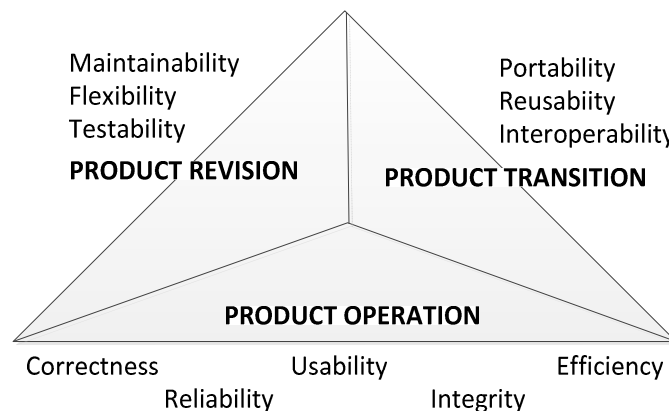 Maintainability
Flexibility
Testability
PRODUCT REVISION
Portability
Reusabiity
Interoperability
PRODUCT TRANSITION
PRODUCT OPERATION
Correctness
Usability
Efficiency
Reliability
Integrity